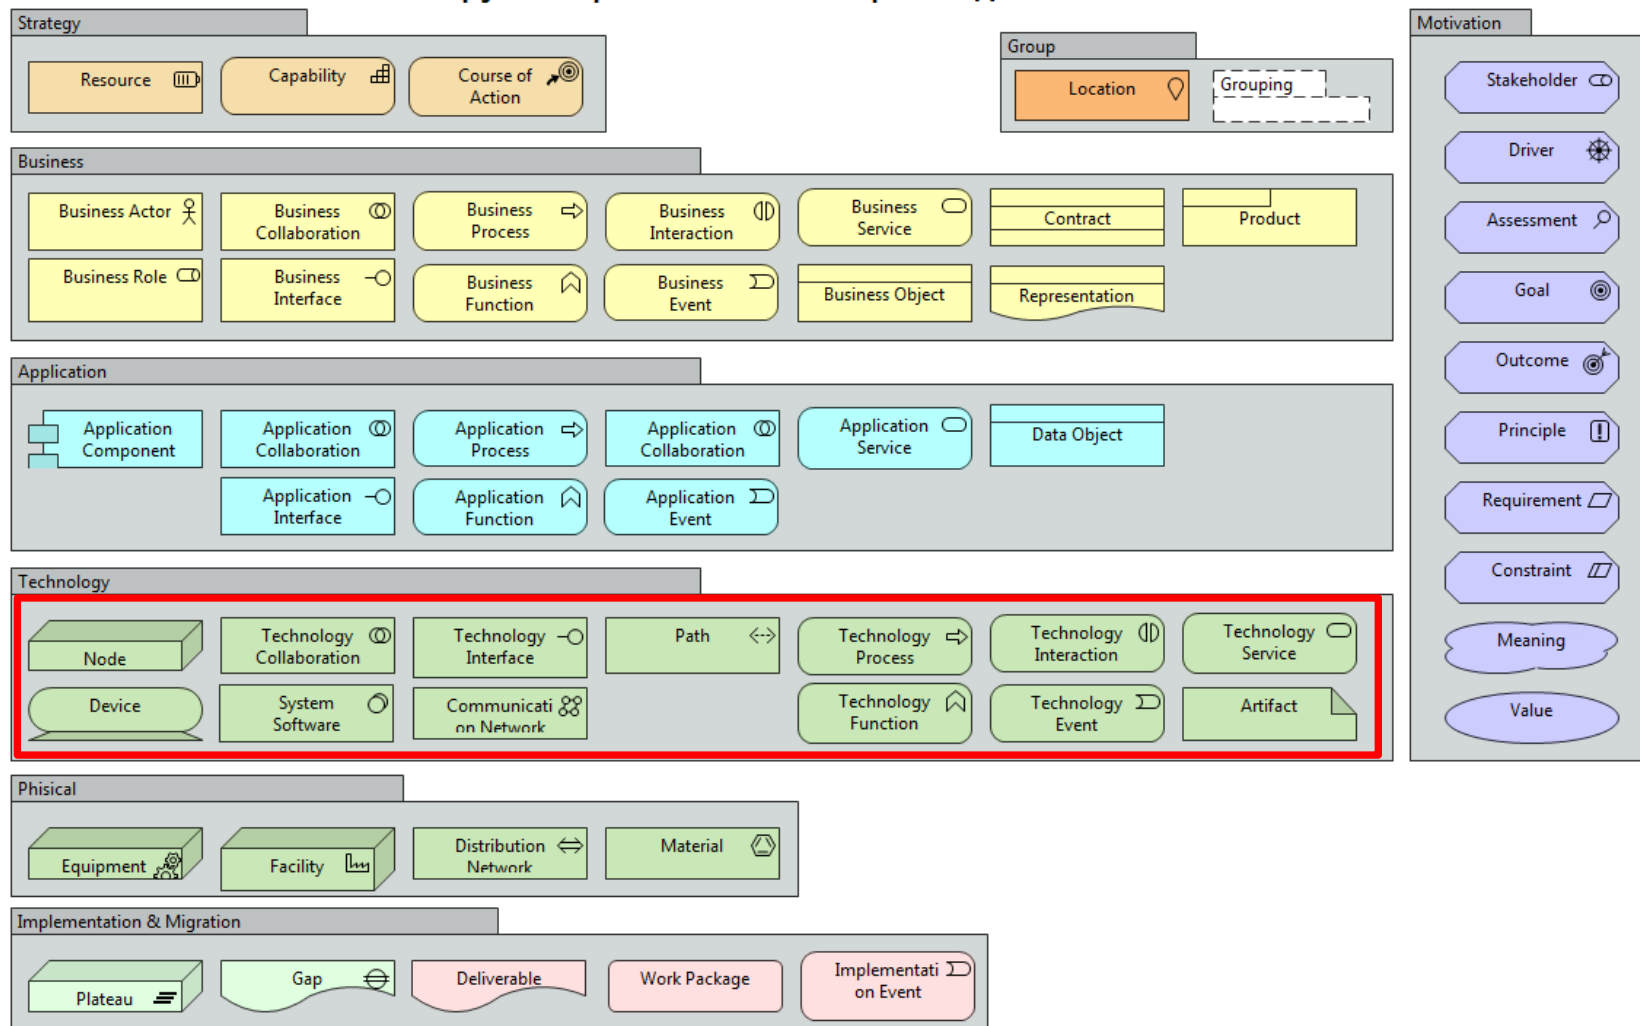 Strategy
Motivation
Group
Resource
Capability
Course of
Action
Location
Grouping
Stakeholder
Driver
Business
Business Actor
Business
Collaboration
Business
Process
Business
Interaction
Business
Service
Contract
Product
Assessment
Business Role
Business
Interface
Business
Function
Business
Event
Business Object
Representation
Goal
Outcome
Application
Application
Component
Application
Collaboration
Application
Process
Application
Collaboration
Application
Service
Data Object
Principle
Application
Interface
Application
Function
Application
Event
Requirement
Constraint
Technology
Node
Technology
Collaboration
Technology
Interface
Path
Technology
Process
Technology
Interaction
Technology
Service
Meaning
Device
System
Software
Communicati
on Network
Technology
Function
Technology
Event
Artifact
Value
Phisical
Equipment
Facility
Distribution
Network
Material
Implementation & Migration
Plateau
Gap
Deliverable
Work Package
Implementati
on Event